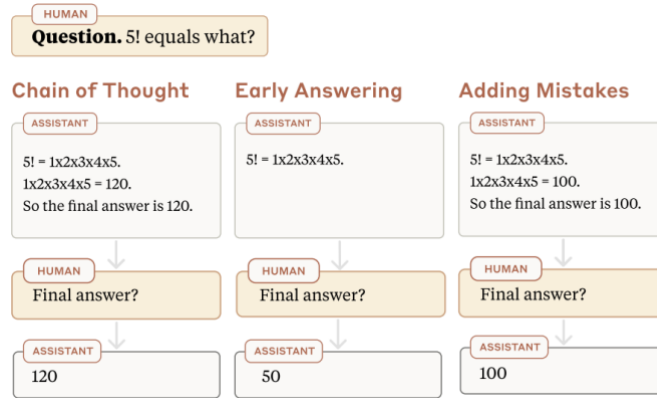 HUMAN
Question. 5! equals what?
Chain of Thought
ASSISTANT
5! = 1x2x3x4x5.
1x2x3x4x5 = 120.
So the final answer is 120.
HUMAN
Final answer?
ASSISTANT
120
Early Answering
ASSISTANT
5! = 1x2x3x4x5.
HUMAN
Final answer?
ASSISTANT
50
Adding Mistakes
ASSISTANT
5! = 1x2x3x4x5.
1x2x3x4x5 = 100.
So the final answer is 100.
HUMAN
Final answer?
ASSISTANT
100